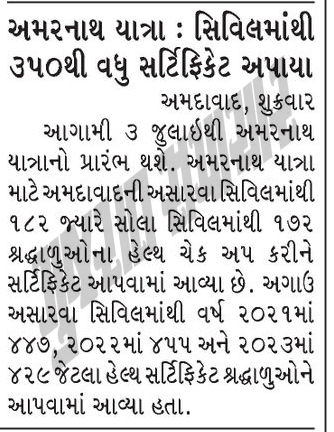 અમરનાથ યાત્રા : સિવિલમાંથી
૩૫૦થી વધુ સર્ટિફિકેટ અપાયા
અમદાવાદ, શુક્રવાર
આગામી ૩ જુલાઈથી અમરનાથ
યાત્રાનો પ્રારંભ થશે. અમરનાથ યાત્રા
માટે અમદાવાદની અસારવા સિવિલમાંથી
૧૮૨ જ્યારે સોલા સિવિલમાંથી ૧૭૨
શ્રદ્ધાળુઓના હેલ્થ ચેક અપ કરીને
સર્ટિફિકેટ આપવામાં આવ્યા છે. અગાઉ
અસારવા સિવિલમાંથી વર્ષ ૨૦૨૧માં
૪૪૭, ૨૦૨૨માં ૪૫૫ અને ૨૦૨૩માં
૪૨૯ જેટલા હેલ્થ સર્ટિફિકેટ શ્રદ્ધાળુઓને
આપવામાં આવ્યા હતા.